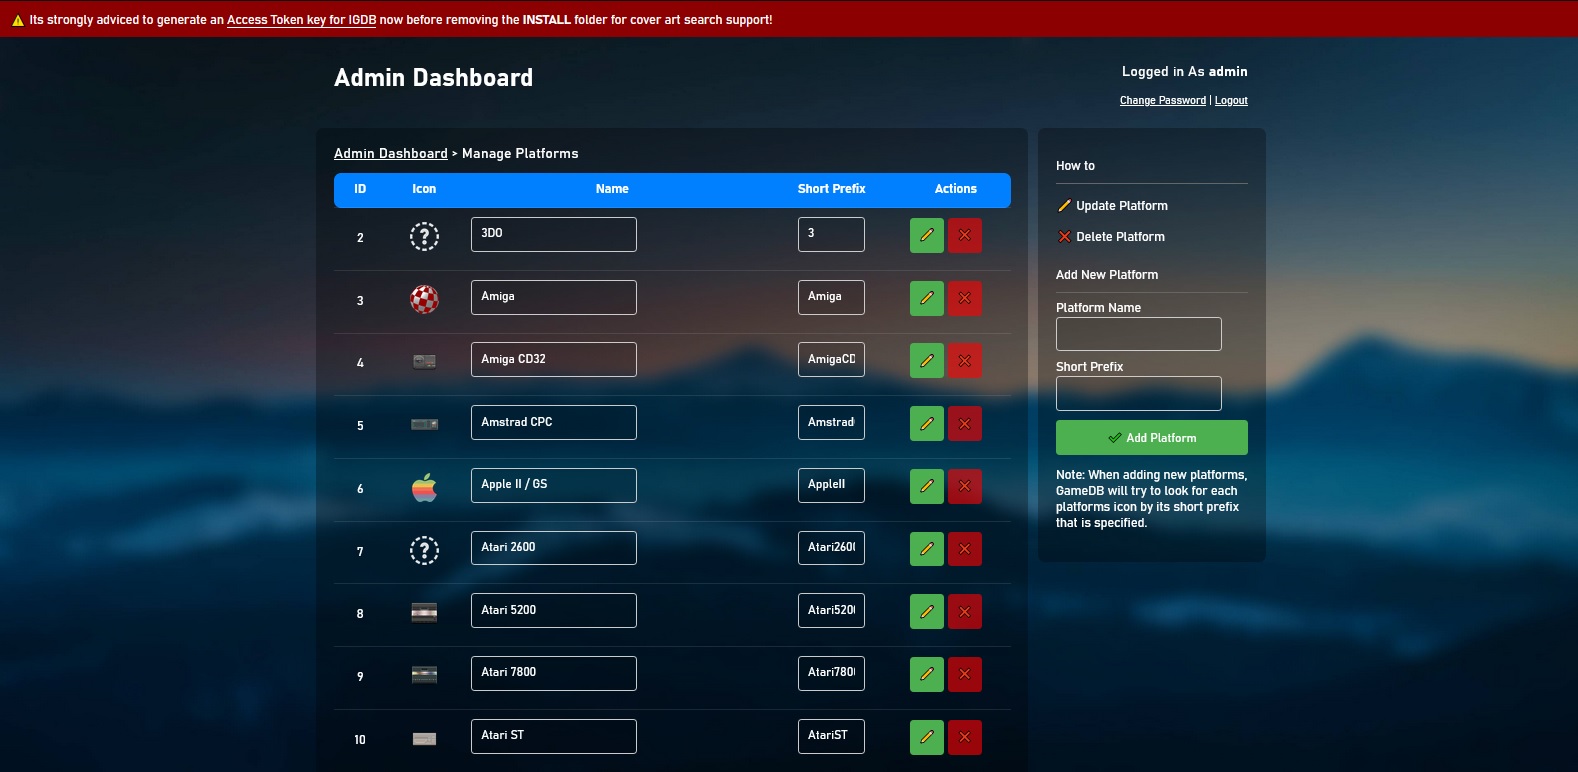 Its strongly adviced to generate an Access Token key for IGDB now before removing the INSTALL folder for cover art search support!
Admin Dashboard
Logged in As admin
Change Password | Logout
Admin Dashboard > Manage Platforms
ID Icon Name Short Prefix Actions
2 3DO 3
3 Amiga Amiga
4 Amiga CD32 AmigaCD
5 Amstrad CPC Amstrad
6 Apple II / GS AppleII
7 Atari 2600 Atari260
8 Atari 5200 Atari520
9 Atari 7800 Atari780
10 Atari ST AtariST
How to
Update Platform
Delete Platform
Add New Platform
Platform Name
Short Prefix
Add Platform
Note: When adding new platforms,
GameDB will try to look for each
platforms icon by its short prefix
that is specified.